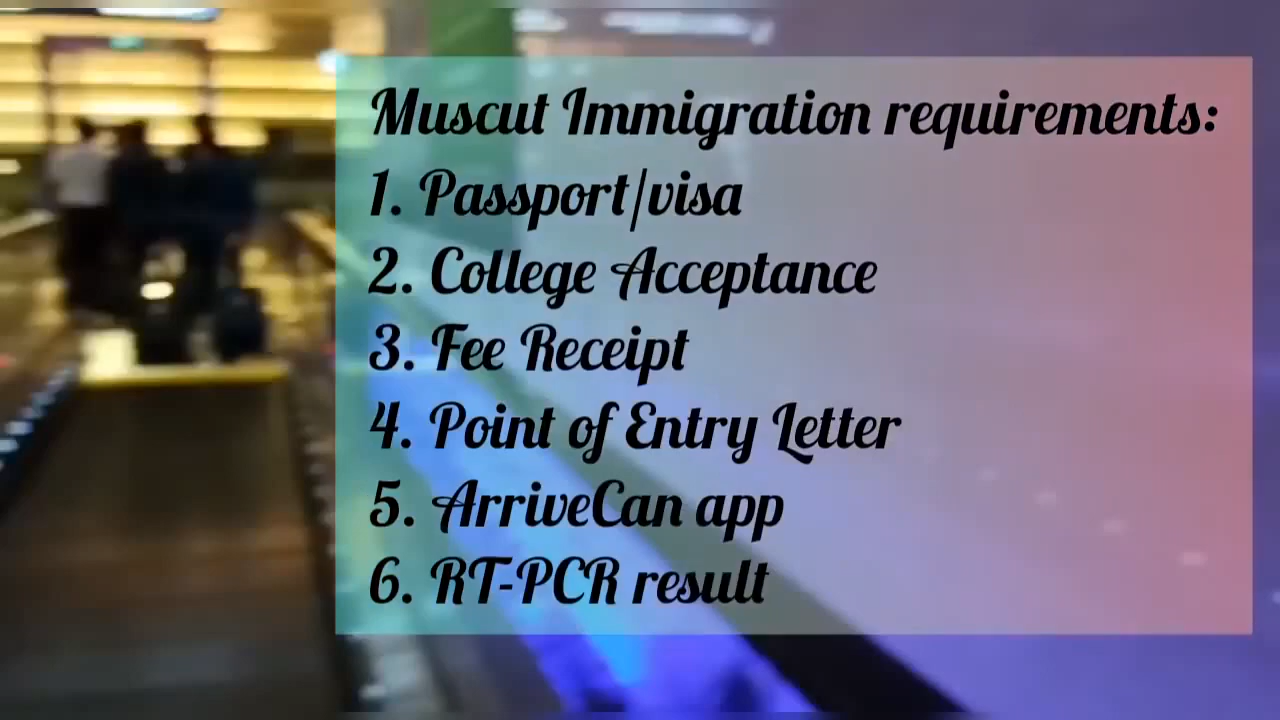 Muscut Immigration requirements:
1. Passport/visa
2. College Acceptance
3. Fee Receipt
4. Point of Entry Letter
5. ArriveCan app
6. RT-PCR result